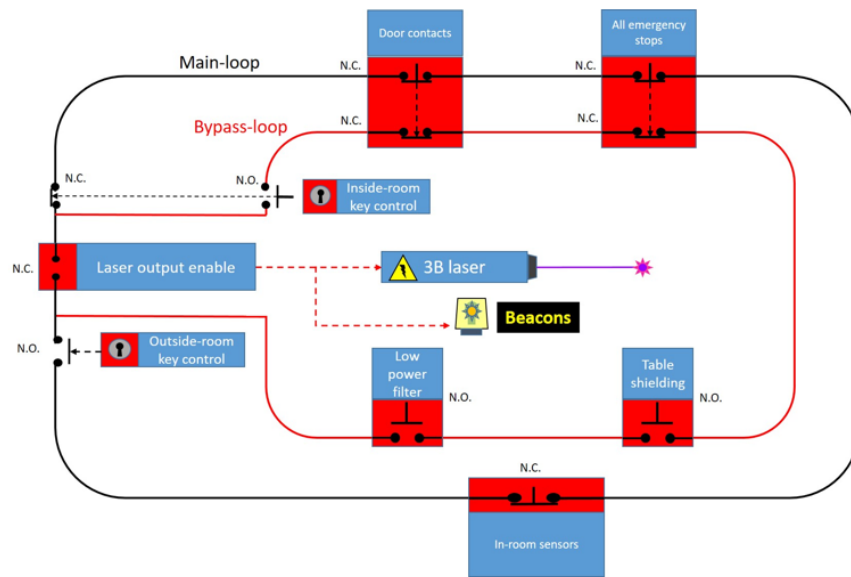 Door contacts
All emergency
stops
N.C.
N.C.
Main-loop
N.C.
N.C.
Bypass-loop
N.C.
N.O.
Inside-room
key control
N.C.
Laser output enable
3B laser
Beacons
N.O.
Outside-room
key control
Low
power
filter
N.O.
Table
shielding
N.O.
N.C.
In-room sensors